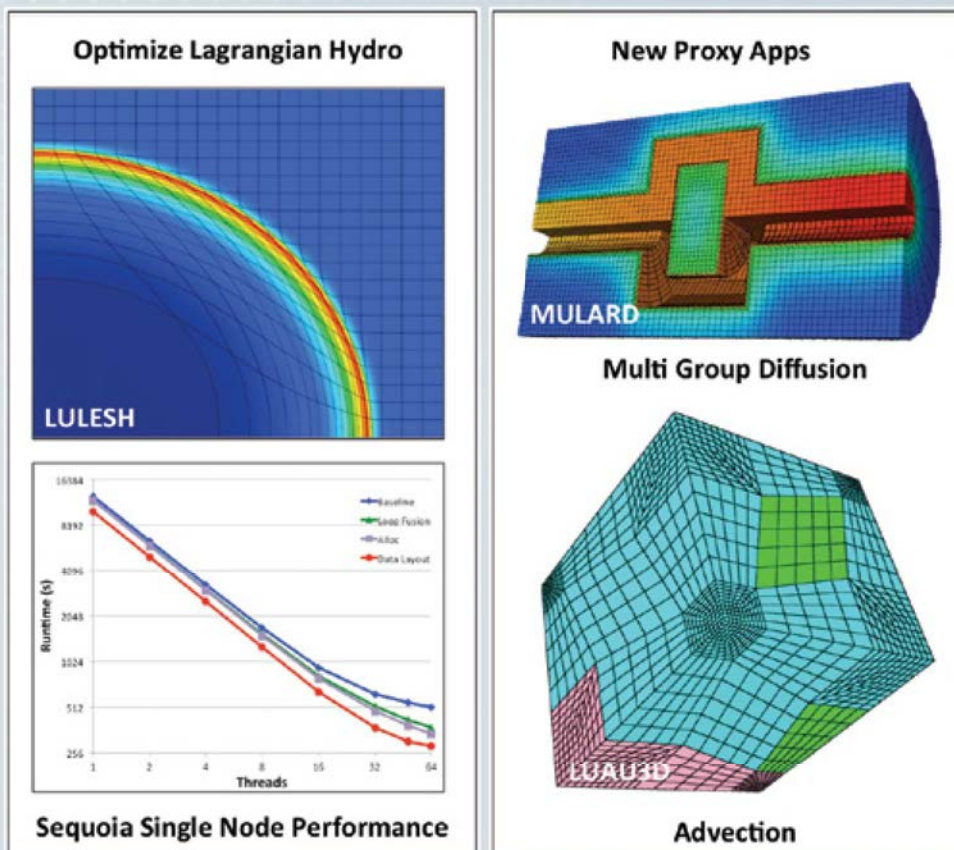 Optimize Lagrangian Hydro
LULESH
16384
8192
4096
2048
1024
512
256
Runtime (s)
Baseline
Loop Fusion
Alloc
Data Layout
1 2 4 8 16 32 64
Threads
Sequoia Single Node Performance
New Proxy Apps
MULARD
Multi Group Diffusion
LUAU3D
Advection